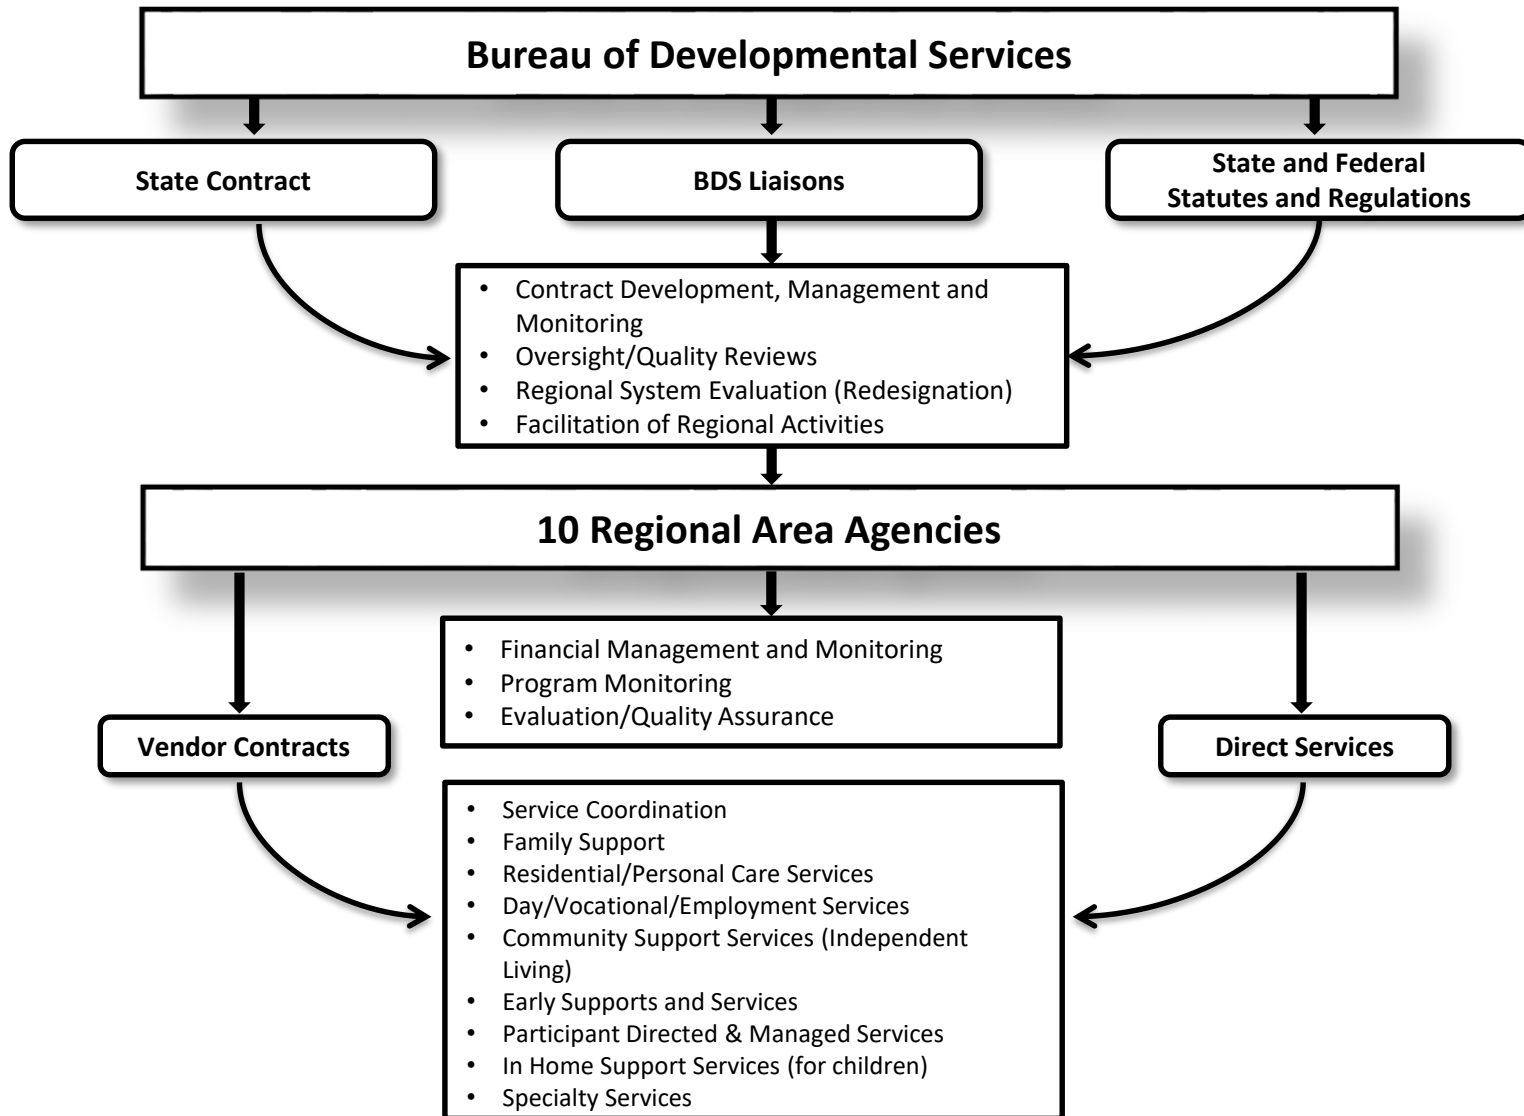 Bureau of Developmental Services
State Contract
BDS Liaisons
State and Federal
Statutes and Regulations
• Contract Development, Management and
Monitoring
• Oversight/Quality Reviews
• Regional System Evaluation (Redesignation)
• Facilitation of Regional Activities
10 Regional Area Agencies
• Financial Management and Monitoring
• Program Monitoring
• Evaluation/Quality Assurance
Vendor Contracts
Direct Services
• Service Coordination
• Family Support
• Residential/Personal Care Services
• Day/Vocational/Employment Services
• Community Support Services (Independent
Living)
• Early Supports and Services
• Participant Directed & Managed Services
• In Home Support Services (for children)
• Specialty Services